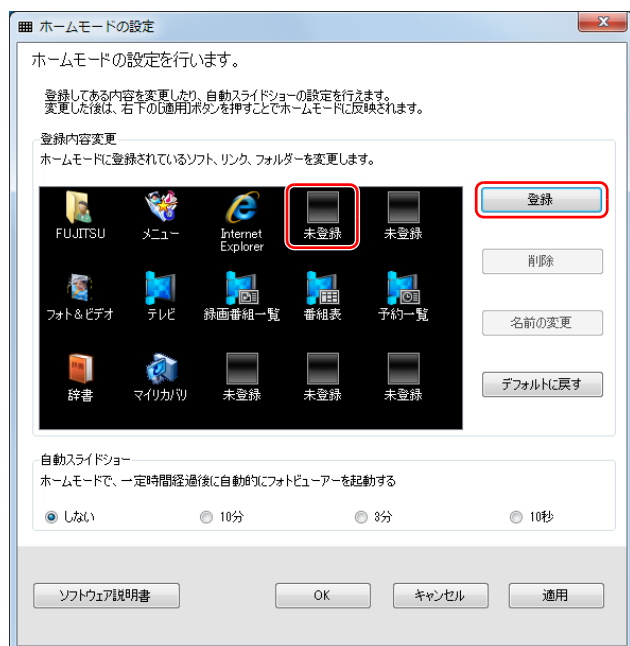 ホームモードの設定
ホームモードの設定を行います。
登録してある内容を変更したり、自動スライドショーの設定を行えます。
変更した後は、右下の[適用]ボタンを押すことでホームモードに反映されます。
登録内容変更
ホームモードに登録されているソフト、リンク、フォルダーを変更します。
FUJITSU メニュー Internet Explorer 未登録 未登録
登録
削除
フォト&ビデオ テレビ 録画番組一覧 番組表 予約一覧
名前の変更
辞書 マイリカバリ 未登録 未登録 未登録
デフォルトに戻す
自動スライドショー
ホームモードで、一定時間経過後に自動的にフォトビューアーを起動する
しない 10分 3分 10秒
ソフトウェア説明書 OK キャンセル 適用